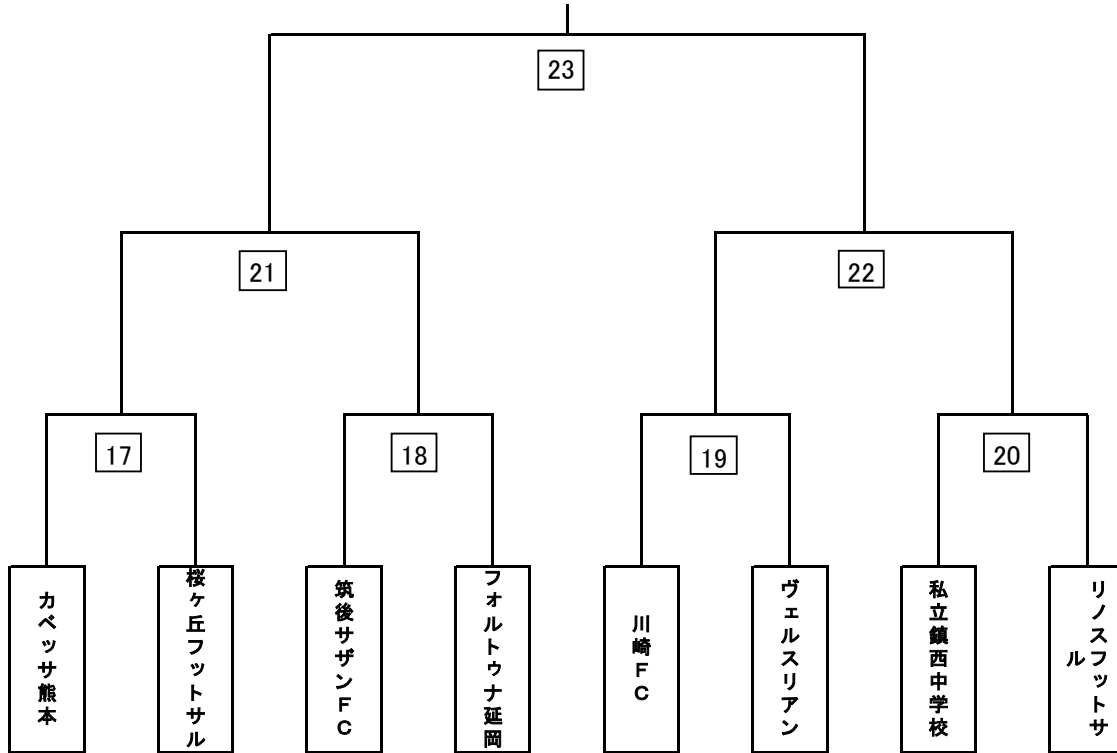 23
21
22
17
18
19
20
カベッサ熊本
桜ヶ丘フットサル
筑後サザンFC
フォルトゥナ延岡
川崎FC
ヴェルスリアン
私立鎮西中学校
リノスフットサ
ル